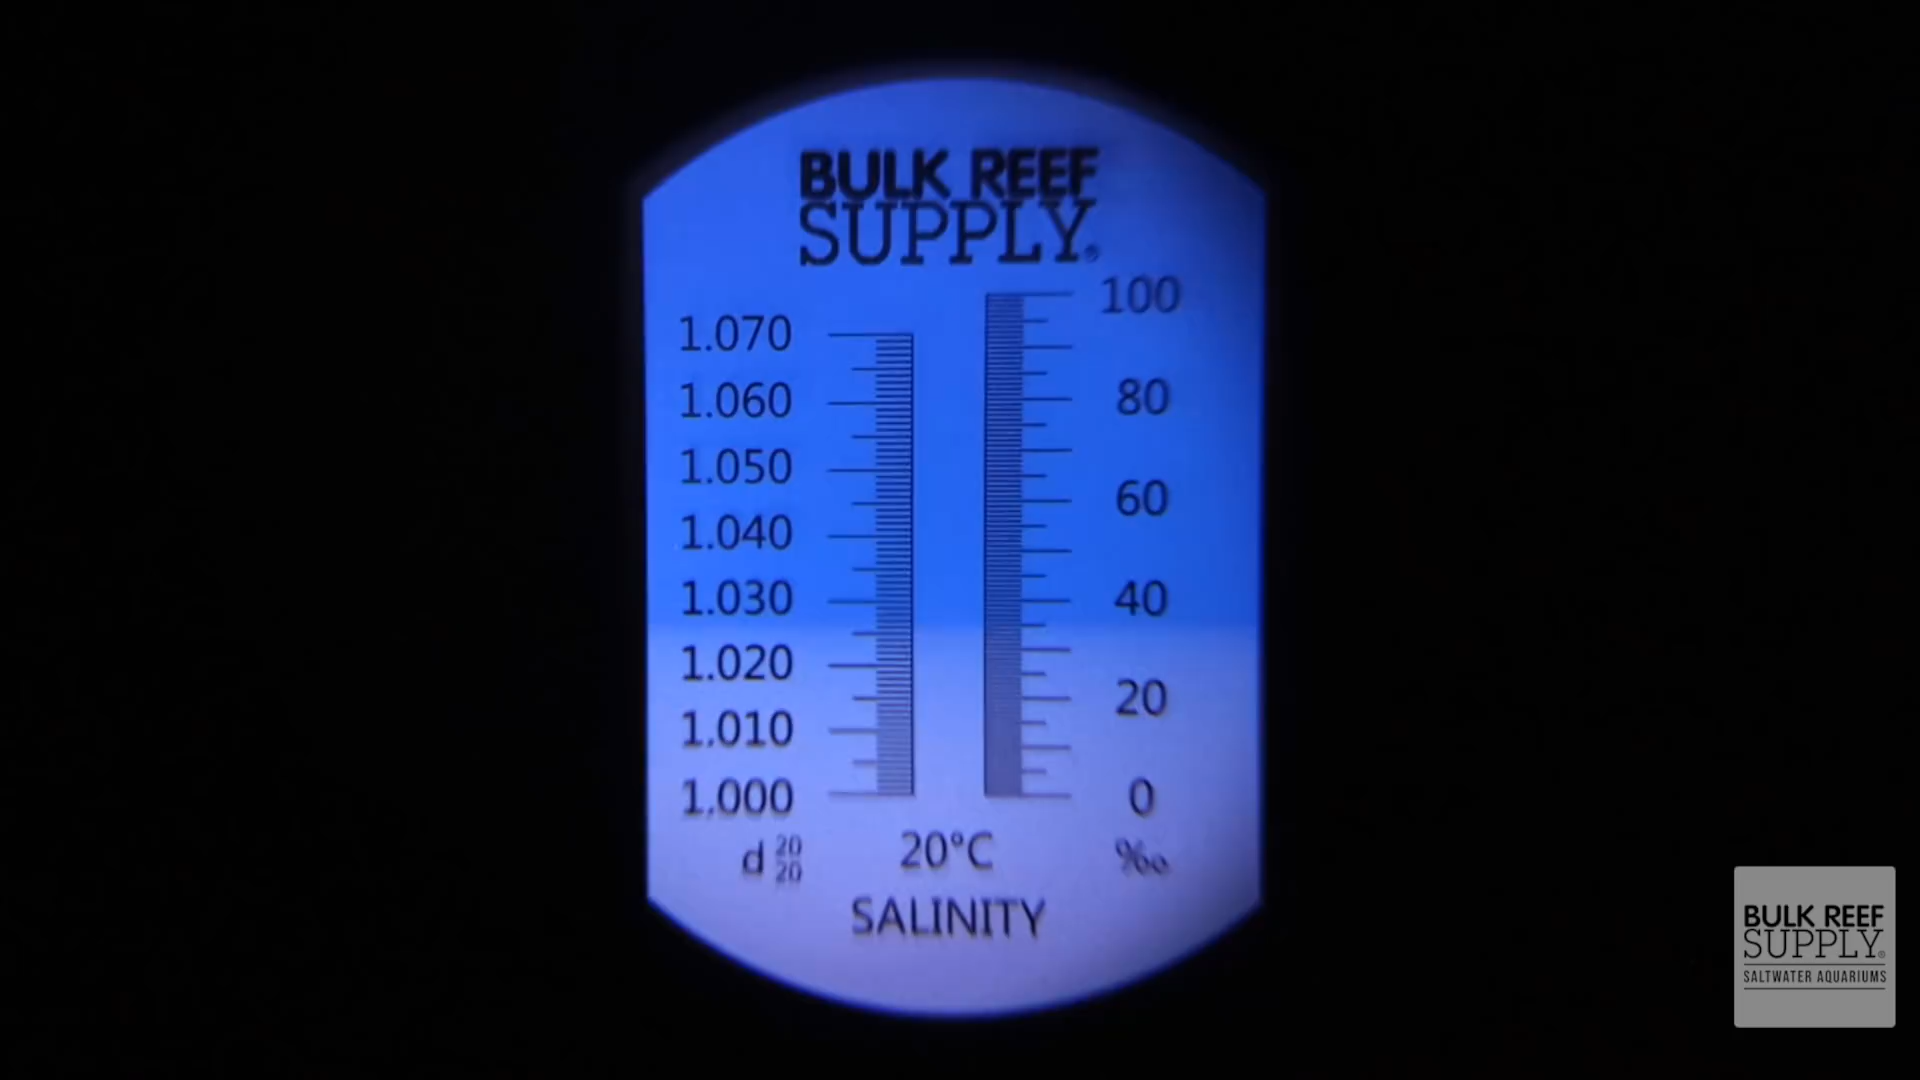 BULK REEF
SUPPLY®
100
1.070
1.060
80
1.050
60
1.040
1.030
40
1.020
20
1.010
1.000
0
d 20/20
20°C
‰
SALINITY
BULK REEF
SUPPLY®
SALTWATER AQUARIUMS